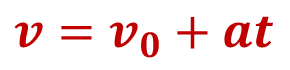 v = v₀ + at